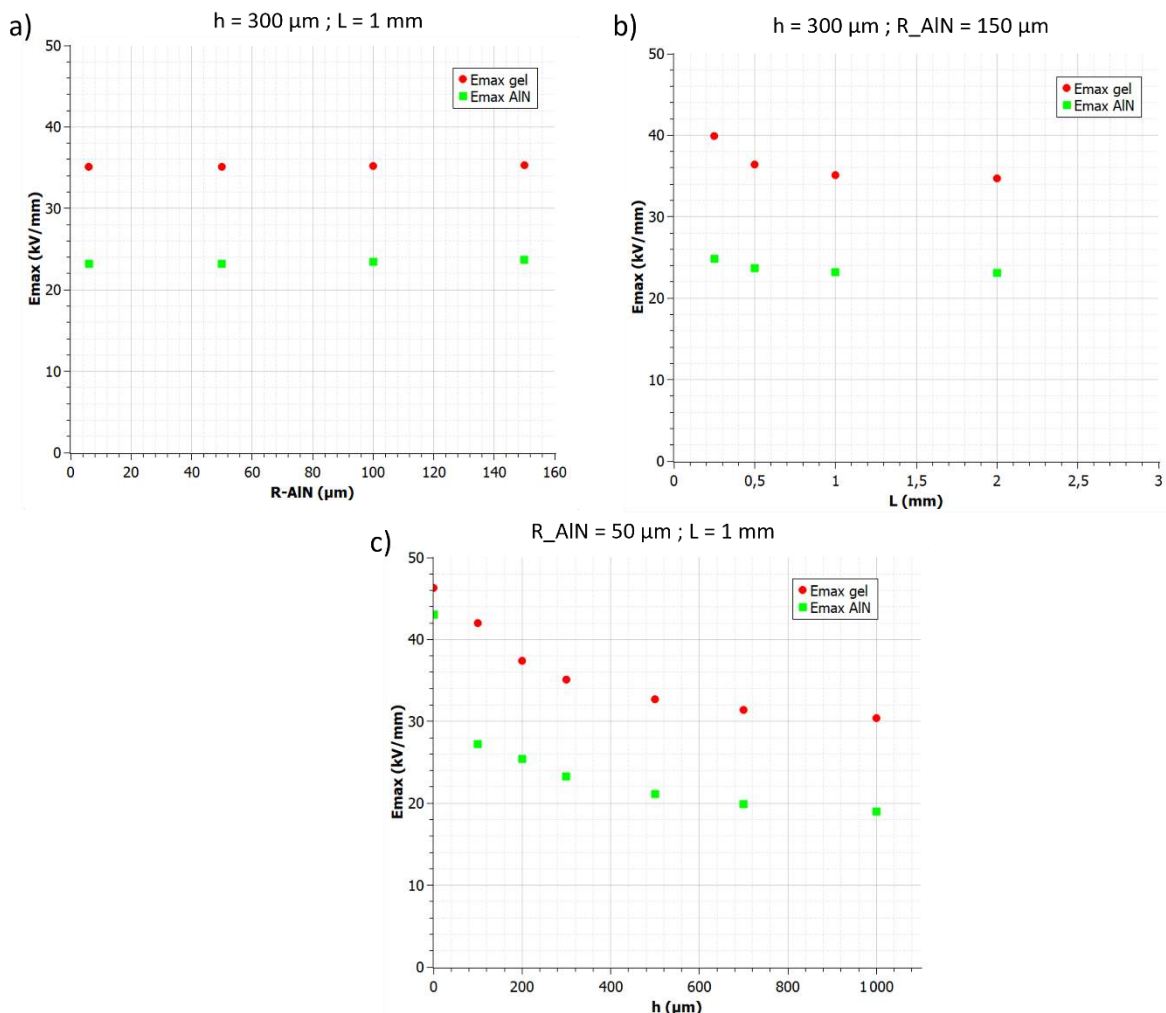 a)
h = 300 µm ; L = 1 mm
50
40
30
20
10
0
Emax (kV/mm)
Emax gel
Emax AlN
0 20 40 60 80 100 120 140 160
R-AlN (µm)
b)
h = 300 µm ; R_AlN = 150 µm
50
40
30
20
10
0
Emax (kV/mm)
Emax gel
Emax AlN
0 0,5 1 1,5 2 2,5 3
L (mm)
c)
R_AlN = 50 µm ; L = 1 mm
50
40
30
20
10
0
Emax (kV/mm)
Emax gel
Emax AlN
0 200 400 600 800 1000
h (µm)